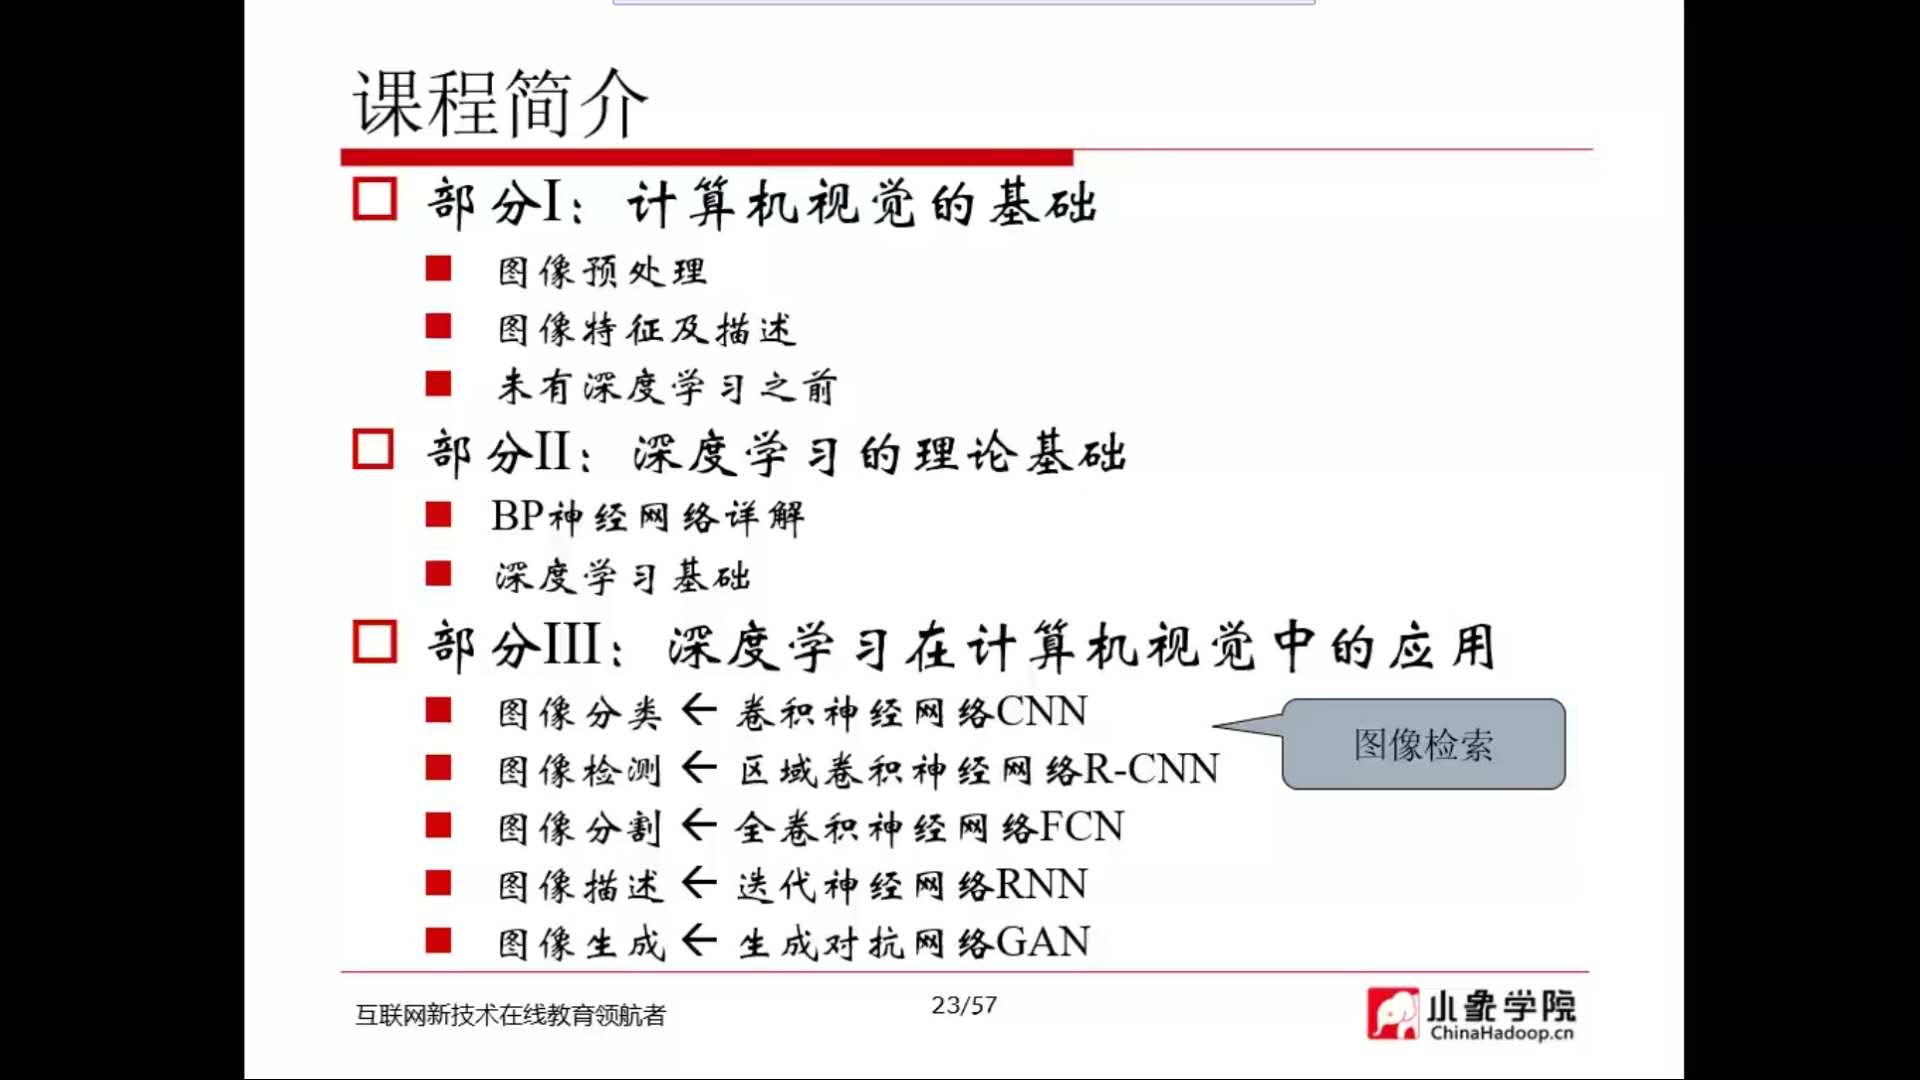 课程简介
部分I：计算机视觉的基础
图像预处理
图像特征及描述
未有深度学习之前
部分II：深度学习的理论基础
BP神经网络详解
深度学习基础
部分III：深度学习在计算机视觉中的应用
图像分类 ← 卷积神经网络CNN
图像检索
图像检测 ← 区域卷积神经网络R-CNN
图像分割 ← 全卷积神经网络FCN
图像描述 ← 迭代神经网络RNN
图像生成 ← 生成对抗网络GAN
互联网新技术在线教育领航者
23/57
小象学院
ChinaHadoop.cn